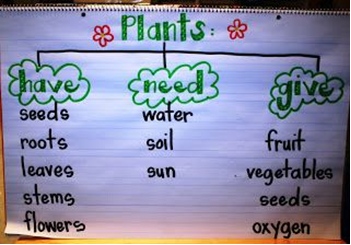 Plants:
have need give
seeds water
roots soil fruit
leaves sun vegetables
stems seeds
flowers oxygen